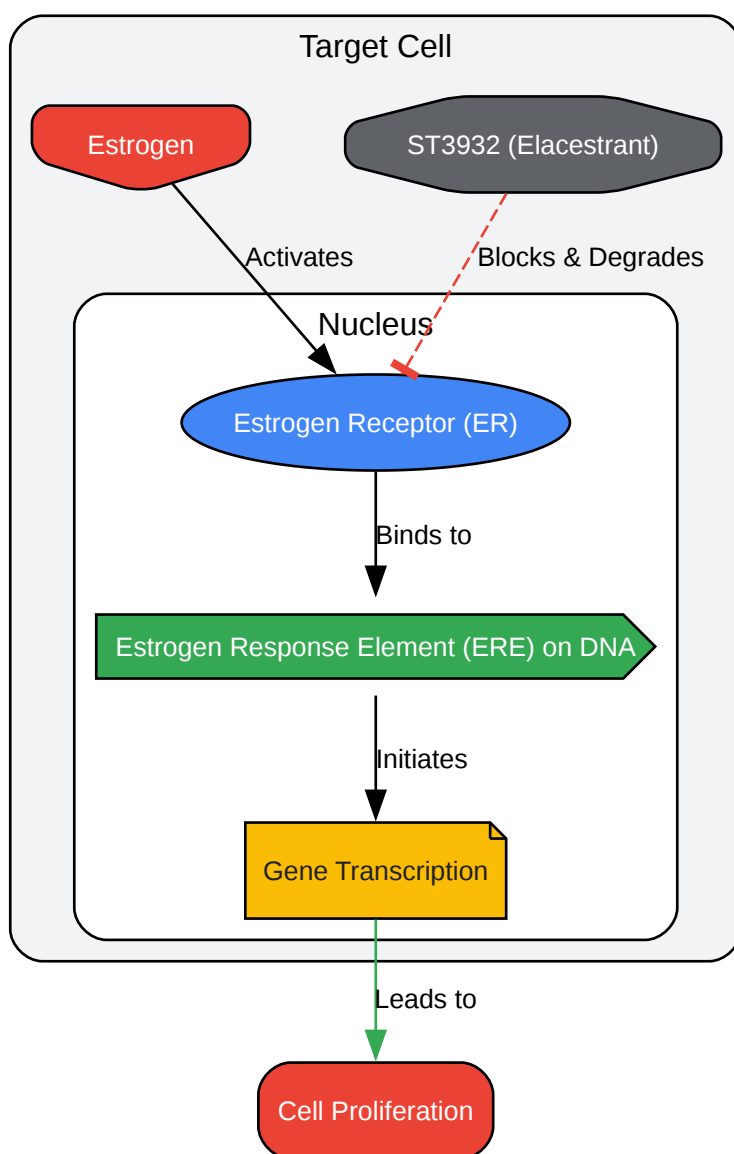 Target Cell
Estrogen
ST3932 (Elacestrant)
Activates
Blocks & Degrades
Nucleus
Estrogen Receptor (ER)
Binds to
Estrogen Response Element (ERE) on DNA
Initiates
Gene Transcription
Leads to
Cell Proliferation